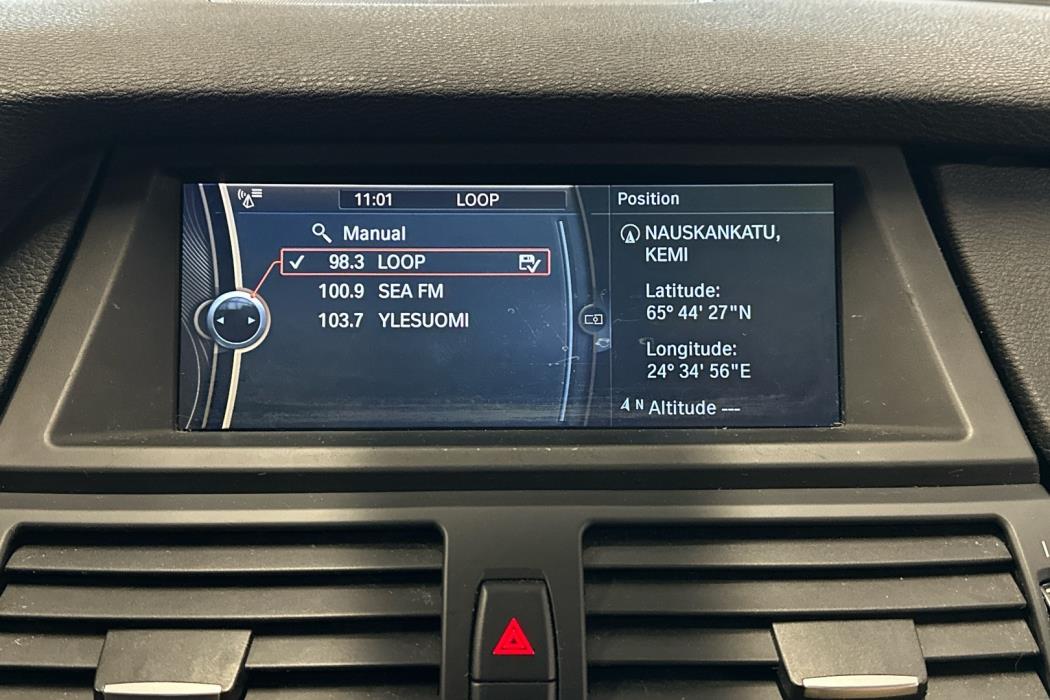 11:01 LOOP
Manual
98.3 LOOP
100.9 SEA FM
103.7 YLESUOMI
Position
NAUSKANKATU,
KEMI
Latitude:
65° 44' 27"N
Longitude:
24° 34' 56"E
N Altitude ---